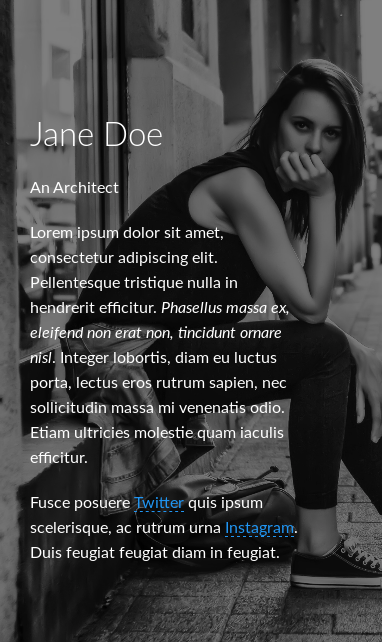 Jane Doe
An Architect
Lorem ipsum dolor sit amet,
consectetur adipiscing elit.
Pellentesque tristique nulla in
hendrerit efficitur. Phasellus massa ex,
eleifend non erat non, tincidunt ornare
nisl. Integer lobortis, diam eu luctus
porta, lectus eros rutrum sapien, nec
sollicitudin massa mi venenatis odio.
Etiam ultricies molestie quam iaculis
efficitur.
Fusce posuere Twitter quis ipsum
scelerisque, ac rutrum urna Instagram.
Duis feugiat feugiat diam in feugiat.